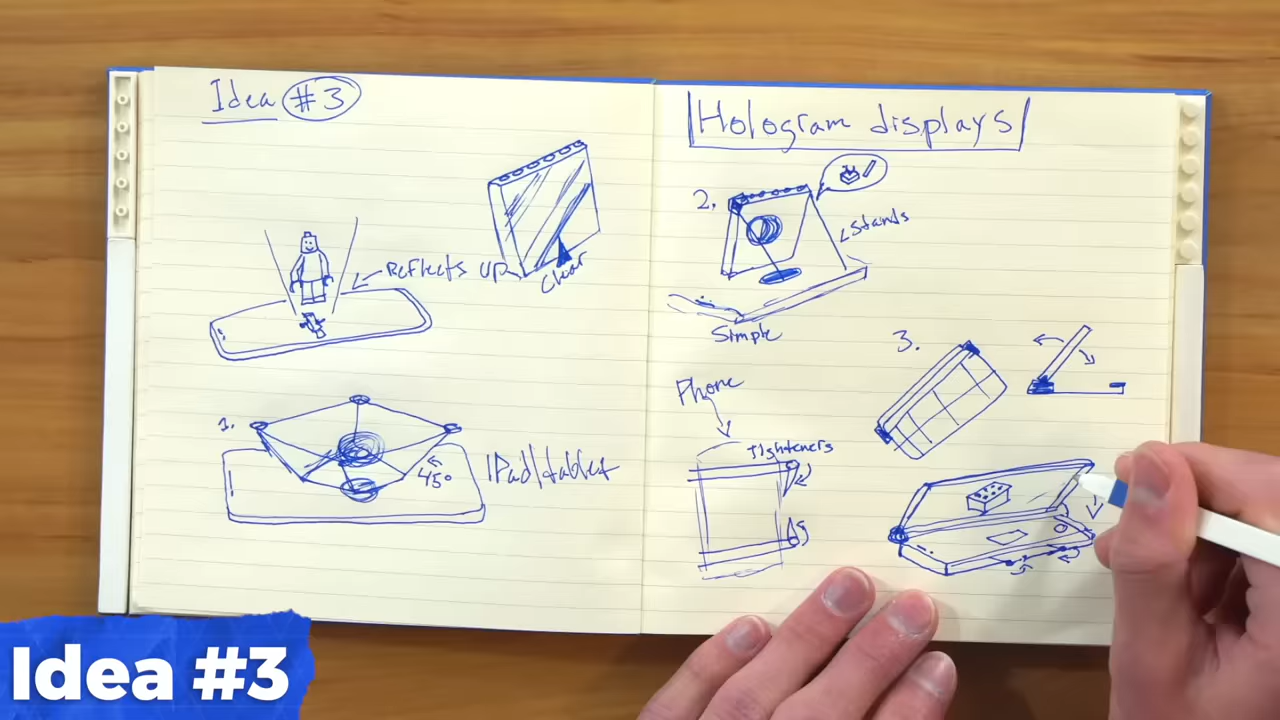 Idea #3
Reflects up
Clear
1.
45°
iPad/tablet
Hologram displays
2.
Stands
Simple
Phone
Tighteners
3.
Idea #3